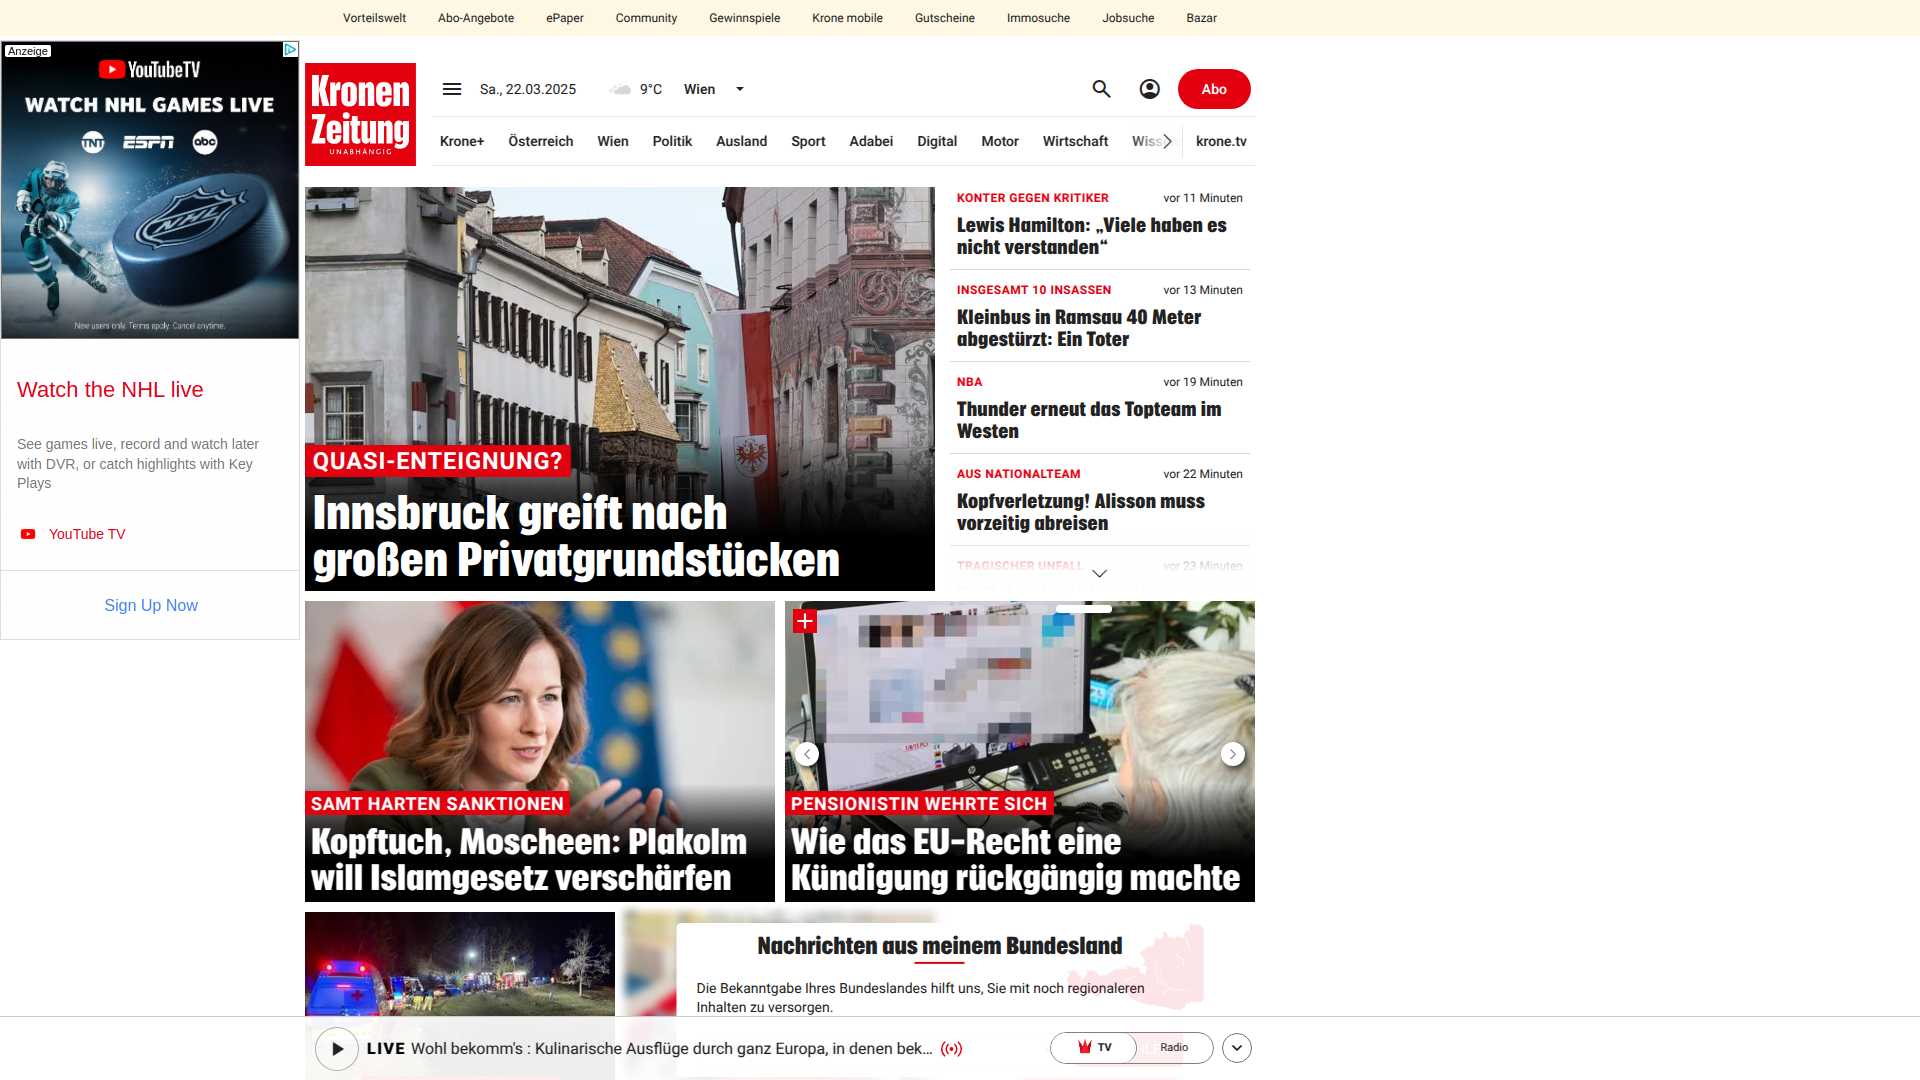 Vorteilswelt Abo-Angebote ePaper Community Gewinnspiele Krone mobile Gutscheine Immosuche Jobsuche Bazar
Anzeige
YouTubeTV
WATCH NHL GAMES LIVE
TNT ESPN abc
NHL
New users only. Terms apply. Cancel anytime.
Watch the NHL live
See games live, record and watch later
with DVR, or catch highlights with Key
Plays
YouTube TV
Sign Up Now
Kronen
Zeitung
UNABHÄNGIG
Sa., 22.03.2025 9°C Wien
Abo
Krone+ Österreich Wien Politik Ausland Sport Adabei Digital Motor Wirtschaft Wiss krone.tv
QUASI-ENTEIGNUNG?
Innsbruck greift nach
großen Privatgrundstücken
KONTER GEGEN KRITIKER vor 11 Minuten
Lewis Hamilton: „Viele haben es
nicht verstanden“
INSGESAMT 10 INSASSEN vor 13 Minuten
Kleinbus in Ramsau 40 Meter
abgestürzt: Ein Toter
NBA vor 19 Minuten
Thunder erneut das Topteam im
Westen
AUS NATIONALTEAM vor 22 Minuten
Kopfverletzung! Alisson muss
vorzeitig abreisen
TRAGISCHER UNFALL vor 23 Minuten
SAMT HARTEN SANKTIONEN
Kopftuch, Moscheen: Plakolm
will Islamgesetz verschärfen
PENSIONISTIN WEHRTE SICH
Wie das EU-Recht eine
Kündigung rückgängig machte
Nachrichten aus meinem Bundesland
Die Bekanntgabe Ihres Bundeslandes hilft uns, Sie mit noch regionaleren
Inhalten zu versorgen.
LIVE Wohl bekomm's : Kulinarische Ausflüge durch ganz Europa, in denen bek...
TV Radio